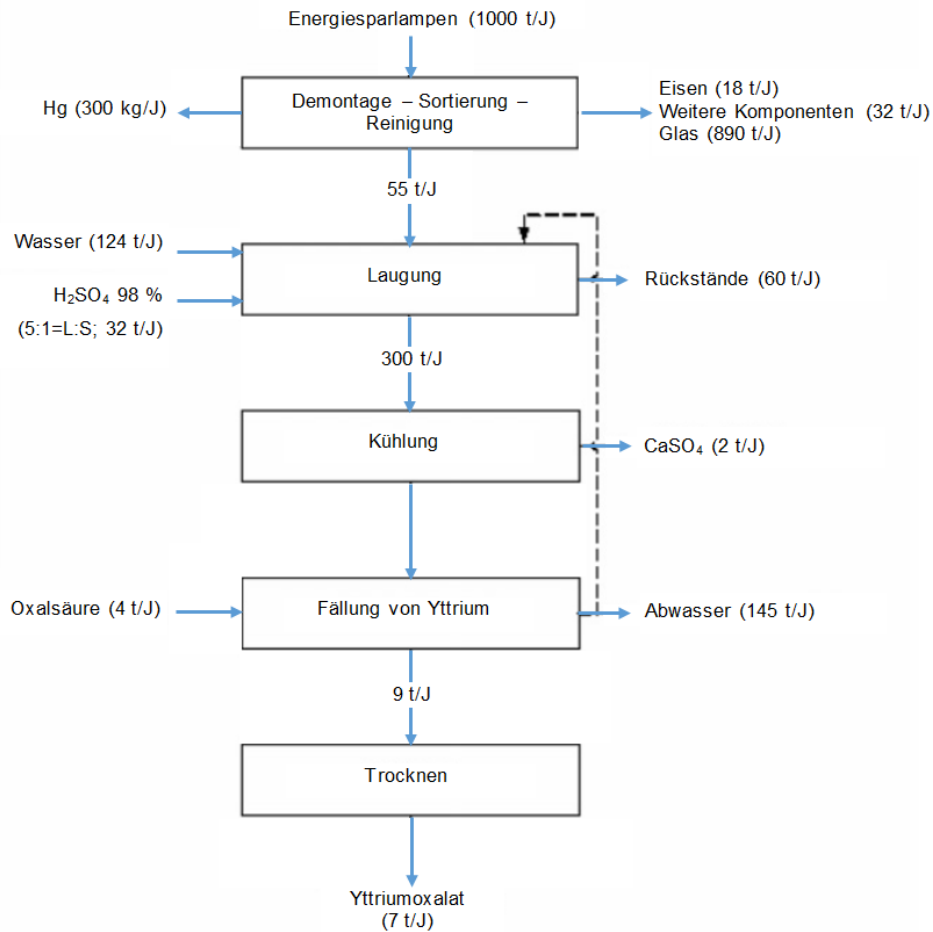 Energiesparlampen (1000 t/J)
Hg (300 kg/J)
Demontage – Sortierung –
Reinigung
Eisen (18 t/J)
Weitere Komponenten (32 t/J)
Glas (890 t/J)
55 t/J
Wasser (124 t/J)
H₂SO₄ 98 %
(5:1=L:S; 32 t/J)
Laugung
Rückstände (60 t/J)
300 t/J
Kühlung
CaSO₄ (2 t/J)
Oxalsäure (4 t/J)
Fällung von Yttrium
Abwasser (145 t/J)
9 t/J
Trocknen
Yttriumoxalat
(7 t/J)